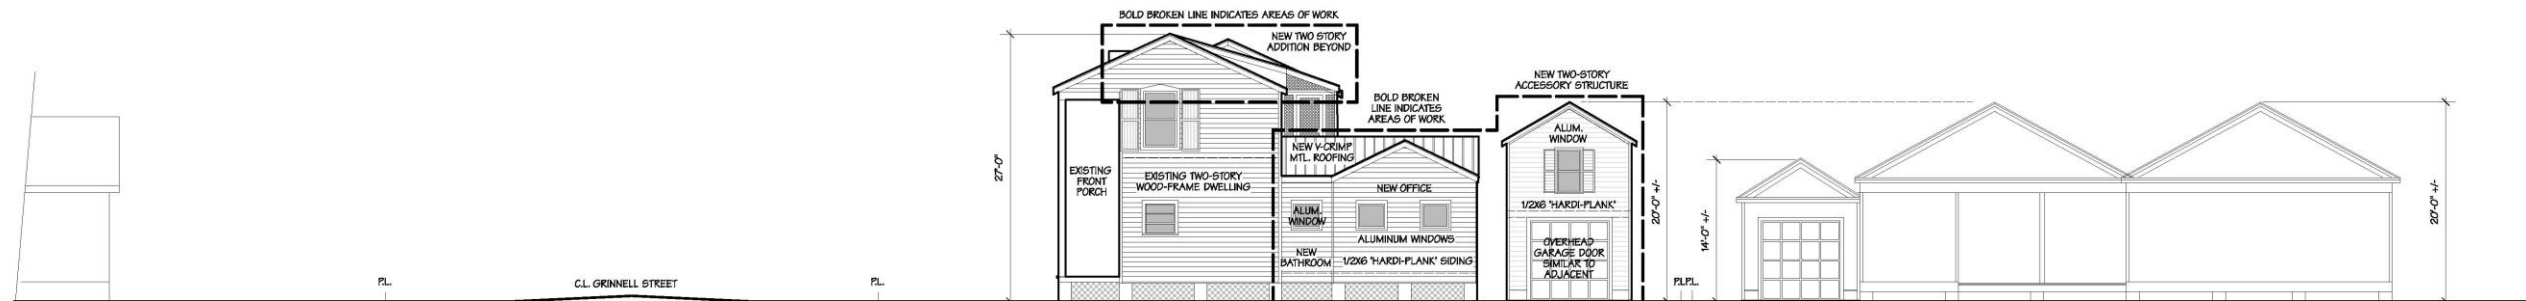 BOLD BROKEN LINE INDICATES AREAS OF WORK
NEW TWO STORY
ADDITION BEYOND
27'-0"
EXISTING
FRONT
PORCH
EXISTING TWO-STORY
WOOD-FRAME DWELLING
BOLD BROKEN
LINE INDICATES
AREAS OF WORK
NEW V-CRIMP
MTL. ROOFING
NEW OFFICE
ALUM.
WINDOW
ALUMINUM WINDOWS
NEW
BATHROOM
1/2X6 "HARDI-PLANK" SIDING
NEW TWO-STORY
ACCESSORY STRUCTURE
ALUM.
WINDOW
1/2X6 "HARDI-PLANK"
OVERHEAD
GARAGE DOOR
SIMILAR TO
ADJACENT
20'-0" +/-
14'-0" +/-
20'-0" +/-
P.L.
C.L. GRINNELL STREET
P.L.
P.L.
P.L.